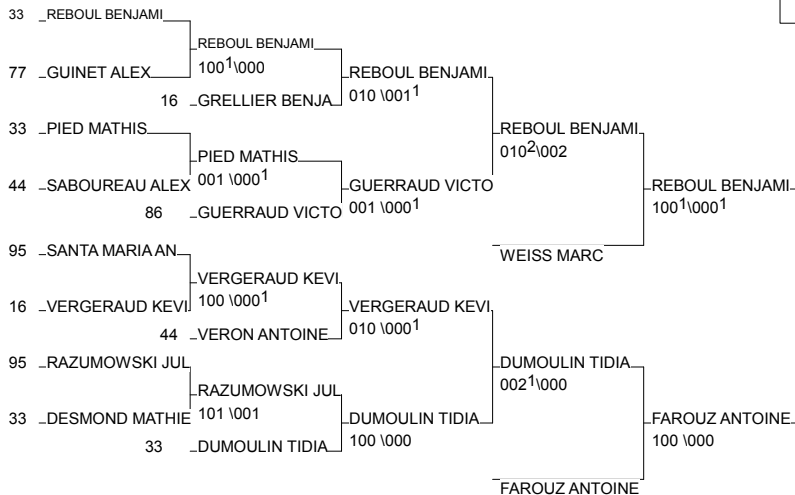 33 REBOUL BENJAMI
REBOUL BENJAMI
100¹\000
77 GUINET ALEX
REBOUL BENJAMI
010 \001¹
16 GRELLIER BENJA
33 PIED MATHIS
REBOUL BENJAMI
010²\002
PIED MATHIS
001 \000¹
44 SABOUREAU ALEX
GUERRAUD VICTO
001 \000¹
REBOUL BENJAMI
100¹\000¹
86 GUERRAUD VICTO
95 SANTA MARIA AN
WEISS MARC
VERGERAUD KEVI
100 \000¹
16 VERGERAUD KEVI
VERGERAUD KEVI
010 \000¹
44 VERON ANTOINE
95 RAZUMOWSKI JUL
DUMOULIN TIDIA
002¹\000
RAZUMOWSKI JUL
101 \001
33 DESMOND MATHIE
DUMOULIN TIDIA
100 \000
FAROUZ ANTOINE
100 \000
33 DUMOULIN TIDIA
FAROUZ ANTOINE